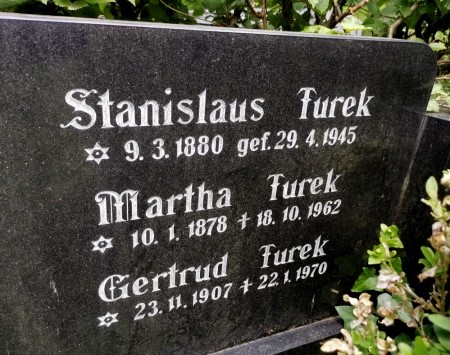 Stanislaus Turek
* 9.3.1880 gef. 29.4.1945
Martha Turek
* 10.1.1878 † 18.10.1962
Gertrud Turek
* 23.11.1907 † 22.1.1970